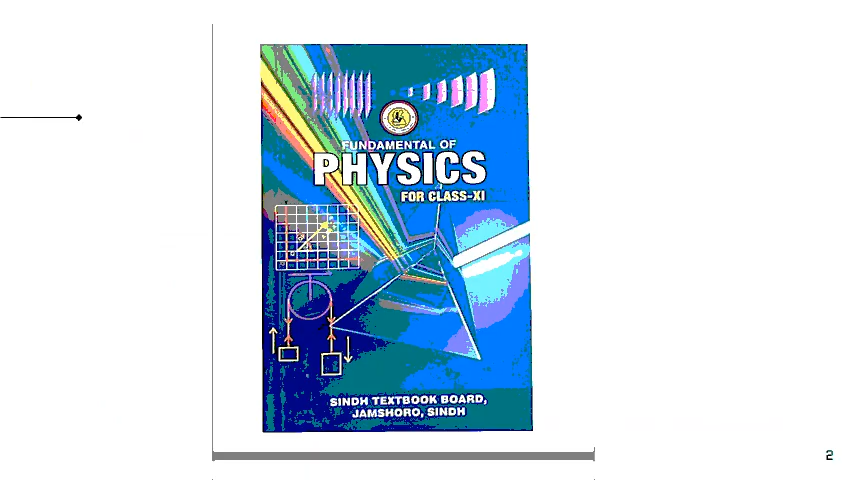 FUNDAMENTAL OF
PHYSICS
FOR CLASS-XI
SINDH TEXTBOOK BOARD,
JAMSHORO, SINDH
2